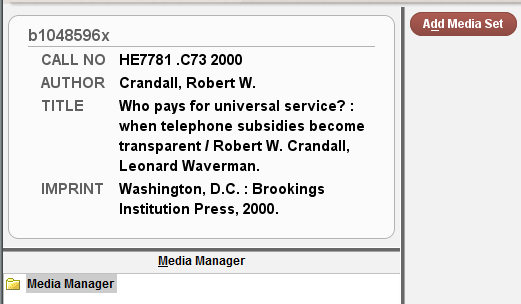 b1048596x
Add Media Set
CALL NO HE7781 .C73 2000
AUTHOR Crandall, Robert W.
TITLE Who pays for universal service? :
when telephone subsidies become
transparent / Robert W. Crandall,
Leonard Waverman.
IMPRINT Washington, D.C. : Brookings
Institution Press, 2000.
Media Manager
Media Manager